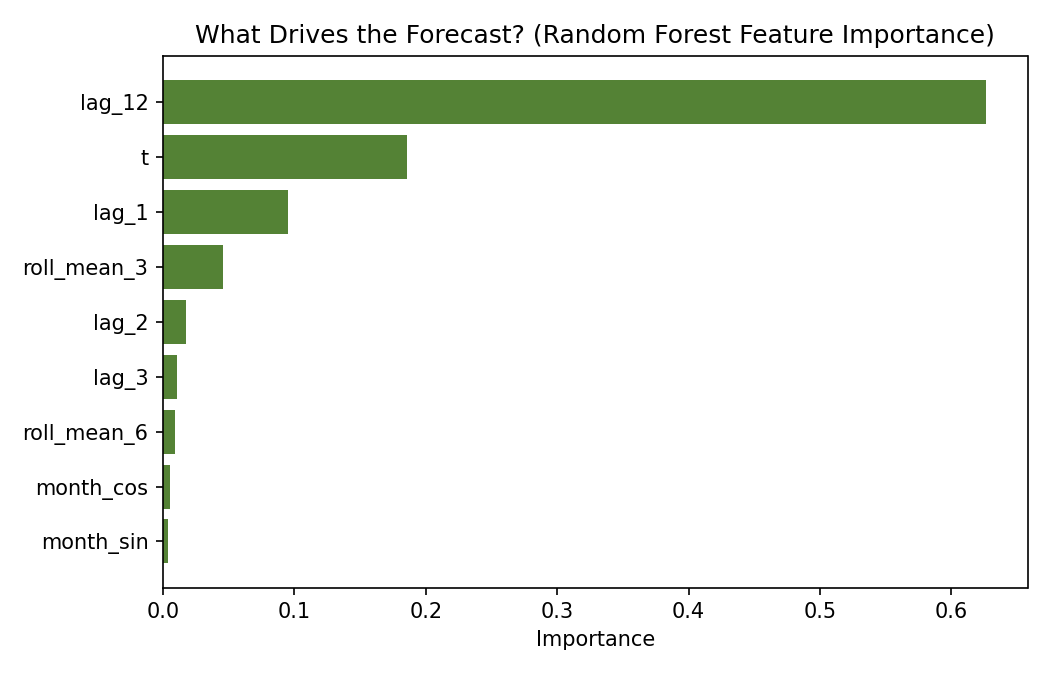 What Drives the Forecast? (Random Forest Feature Importance)
lag_12
t
lag_1
roll_mean_3
lag_2
lag_3
roll_mean_6
month_cos
month_sin
0.0 0.1 0.2 0.3 0.4 0.5 0.6
Importance